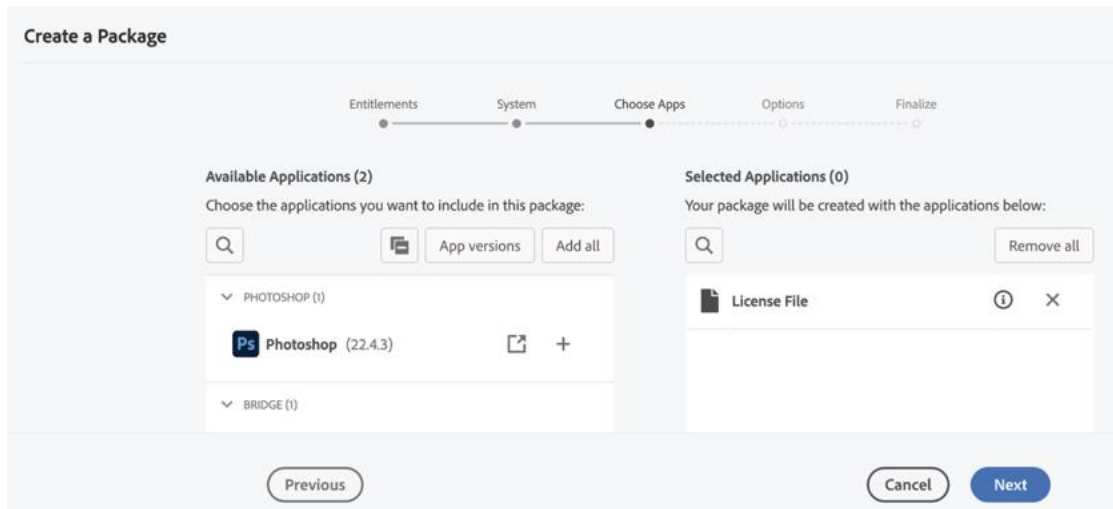 Create a Package
Entitlements System Choose Apps Options Finalize
Available Applications (2)
Choose the applications you want to include in this package:
App versions Add all
PHOTOSHOP (1)
Ps Photoshop (22.4.3)
BRIDGE (1)
Selected Applications (0)
Your package will be created with the applications below:
Remove all
License File
Previous Cancel Next